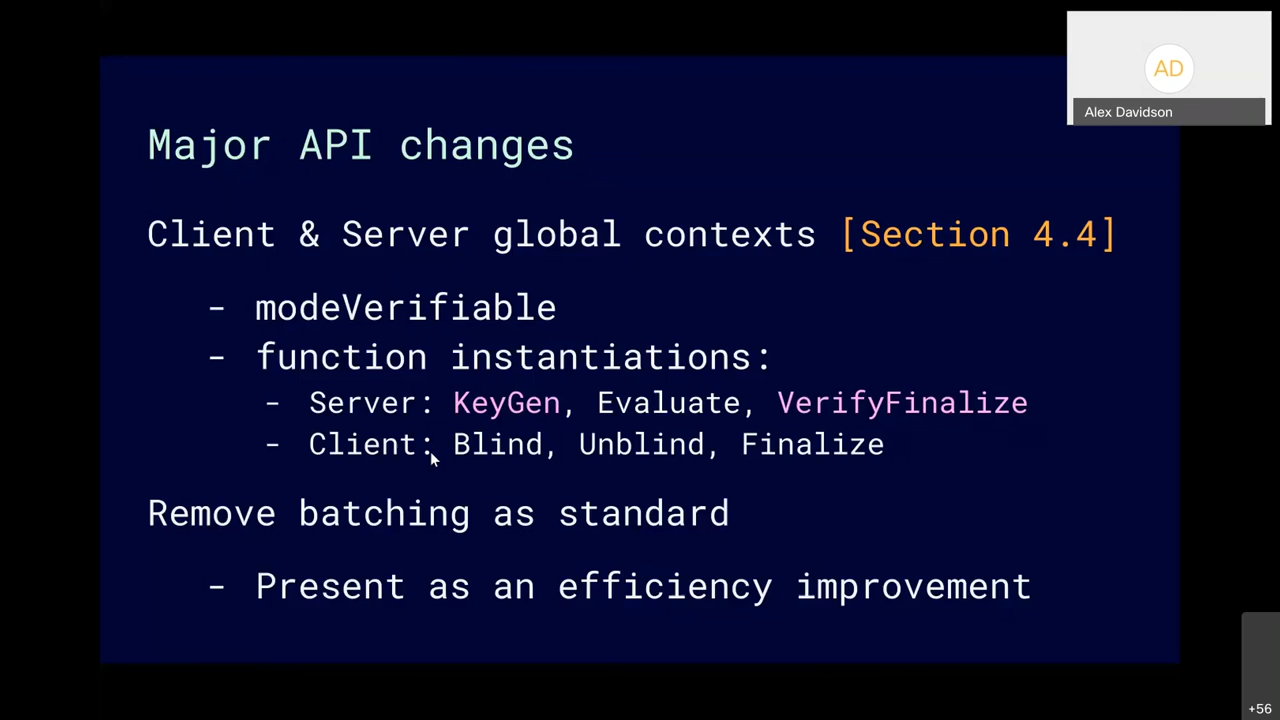 AD
Alex Davidson
Major API changes
Client & Server global contexts [Section 4.4]
- modeVerifiable
- function instantiations:
- Server: KeyGen, Evaluate, VerifyFinalize
- Client: Blind, Unblind, Finalize
Remove batching as standard
- Present as an efficiency improvement
+56